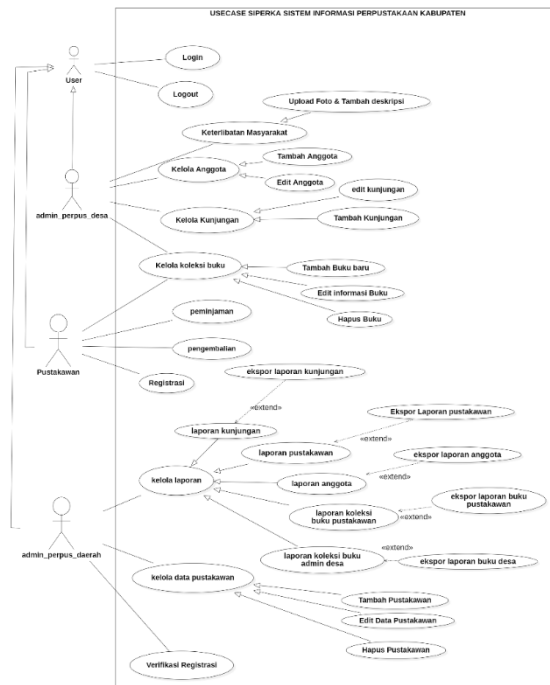 USECASE SIPERKA SISTEM INFORMASI PERPUSTAKAAN KABUPATEN
Login
User
Logout
Upload Foto & Tambah deskripsi
Keterlibatan Masyarakat
Tambah Anggota
Kelola Anggota
Edit Anggota
edit kunjungan
admin_perpus_desa
Kelola Kunjungan
Tambah Kunjungan
Kelola koleksi buku
Tambah Buku baru
Edit informasi Buku
Hapus Buku
peminjaman
pengembalian
Pustakawan
Registrasi
ekspor laporan kunjungan
«extend»
Ekspor Laporan pustakawan
laporan kunjungan
«extend»
laporan pustakawan
ekspor laporan anggota
kelola laporan
laporan anggota
«extend»
ekspor laporan buku
pustakawan
laporan koleksi
buku pustakawan
«extend»
admin_perpus_daerah
laporan koleksi buku
admin desa
«extend»
ekspor laporan buku desa
kelola data pustakawan
Tambah Pustakawan
Edit Data Pustakawan
Hapus Pustakawan
Verifikasi Registrasi